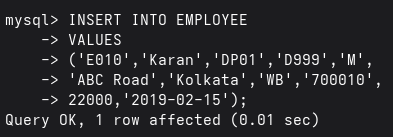 mysql> INSERT INTO EMPLOYEE
-> VALUES
-> ('E010','Karan','DP01','D999','M',
-> 'ABC Road','Kolkata','WB','700010',
-> 22000,'2019-02-15');
Query OK, 1 row affected (0.01 sec)